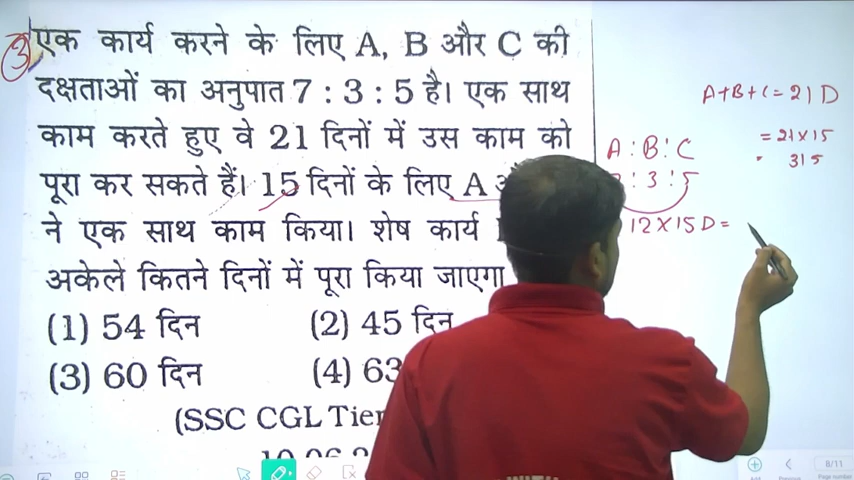 3 एक कार्य करने के लिए A, B और C की
दक्षताओं का अनुपात 7 : 3 : 5 है। एक साथ
काम करते हुए वे 21 दिनों में उस काम को
पूरा कर सकते हैं। 15 दिनों के लिए A
ने एक साथ काम किया। शेष कार्य
अकेले कितने दिनों में पूरा किया जाएगा
(1) 54 दिन (2) 45 दिन
(3) 60 दिन (4) 63
(SSC CGL Tier
A+B+C = 21 D
= 21 × 15
315
A : B : C
: 3 : 5
12 × 15 D =
8/11
Page number